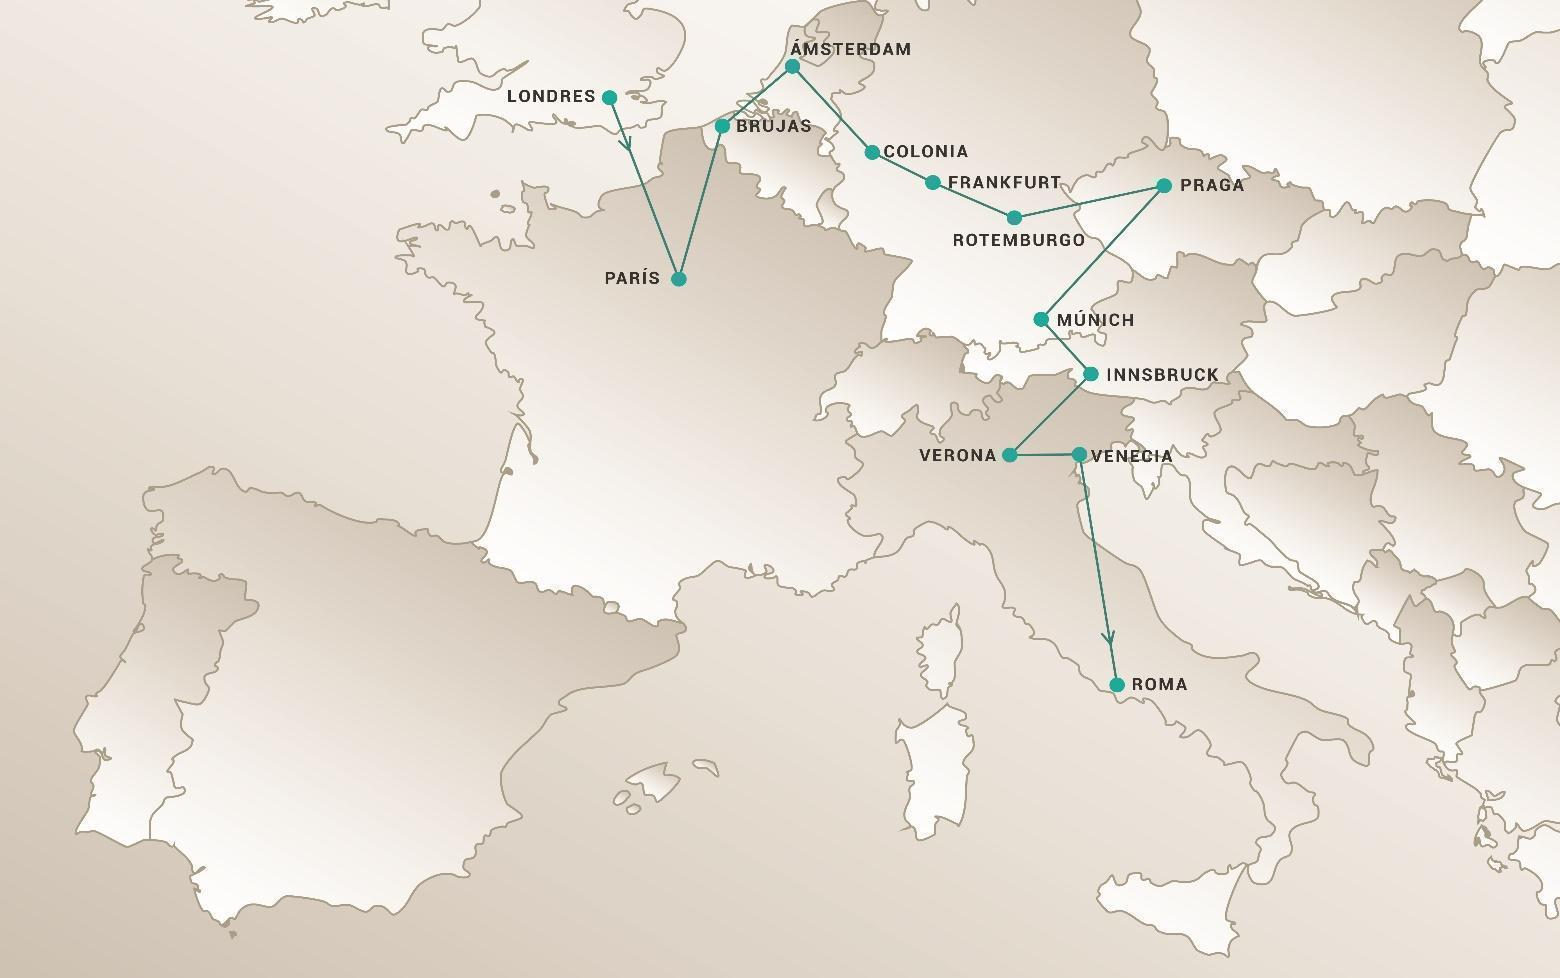 ÁMSTERDAM
LONDRES
BRUJAS
COLONIA
FRANKFURT
PRAGA
ROTEMBURGO
PARÍS
MÚNICH
INNSBRUCK
VERONA
VENECIA
ROMA